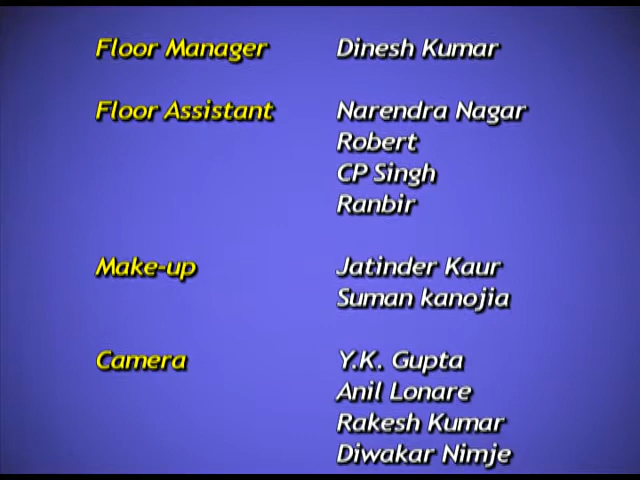 Floor Manager Dinesh Kumar
Floor Assistant Narendra Nagar
Robert
CP Singh
Ranbir
Make-up Jatinder Kaur
Suman kanojia
Camera Y.K. Gupta
Anil Lonare
Rakesh Kumar
Diwakar Nimje